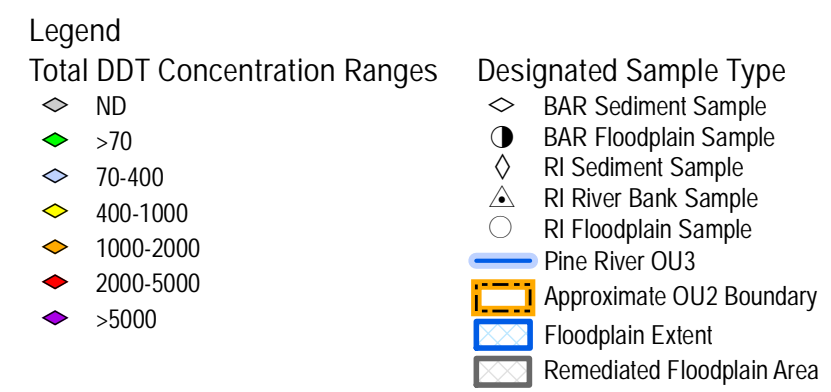 Legend
Total DDT Concentration Ranges
ND
>70
70-400
400-1000
1000-2000
2000-5000
>5000
Designated Sample Type
BAR Sediment Sample
BAR Floodplain Sample
RI Sediment Sample
RI River Bank Sample
RI Floodplain Sample
Pine River OU3
Approximate OU2 Boundary
Floodplain Extent
Remediated Floodplain Area